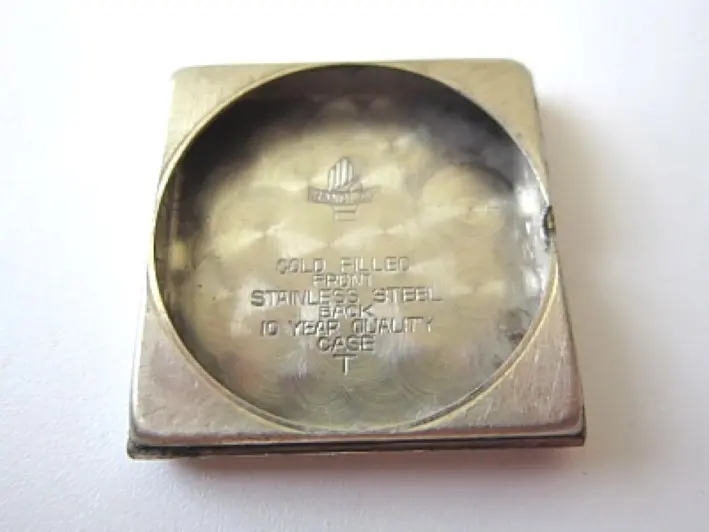 GOLD FILLED
FRONT
STAINLESS STEEL
BACK
10 YEAR QUALITY
CASE
T